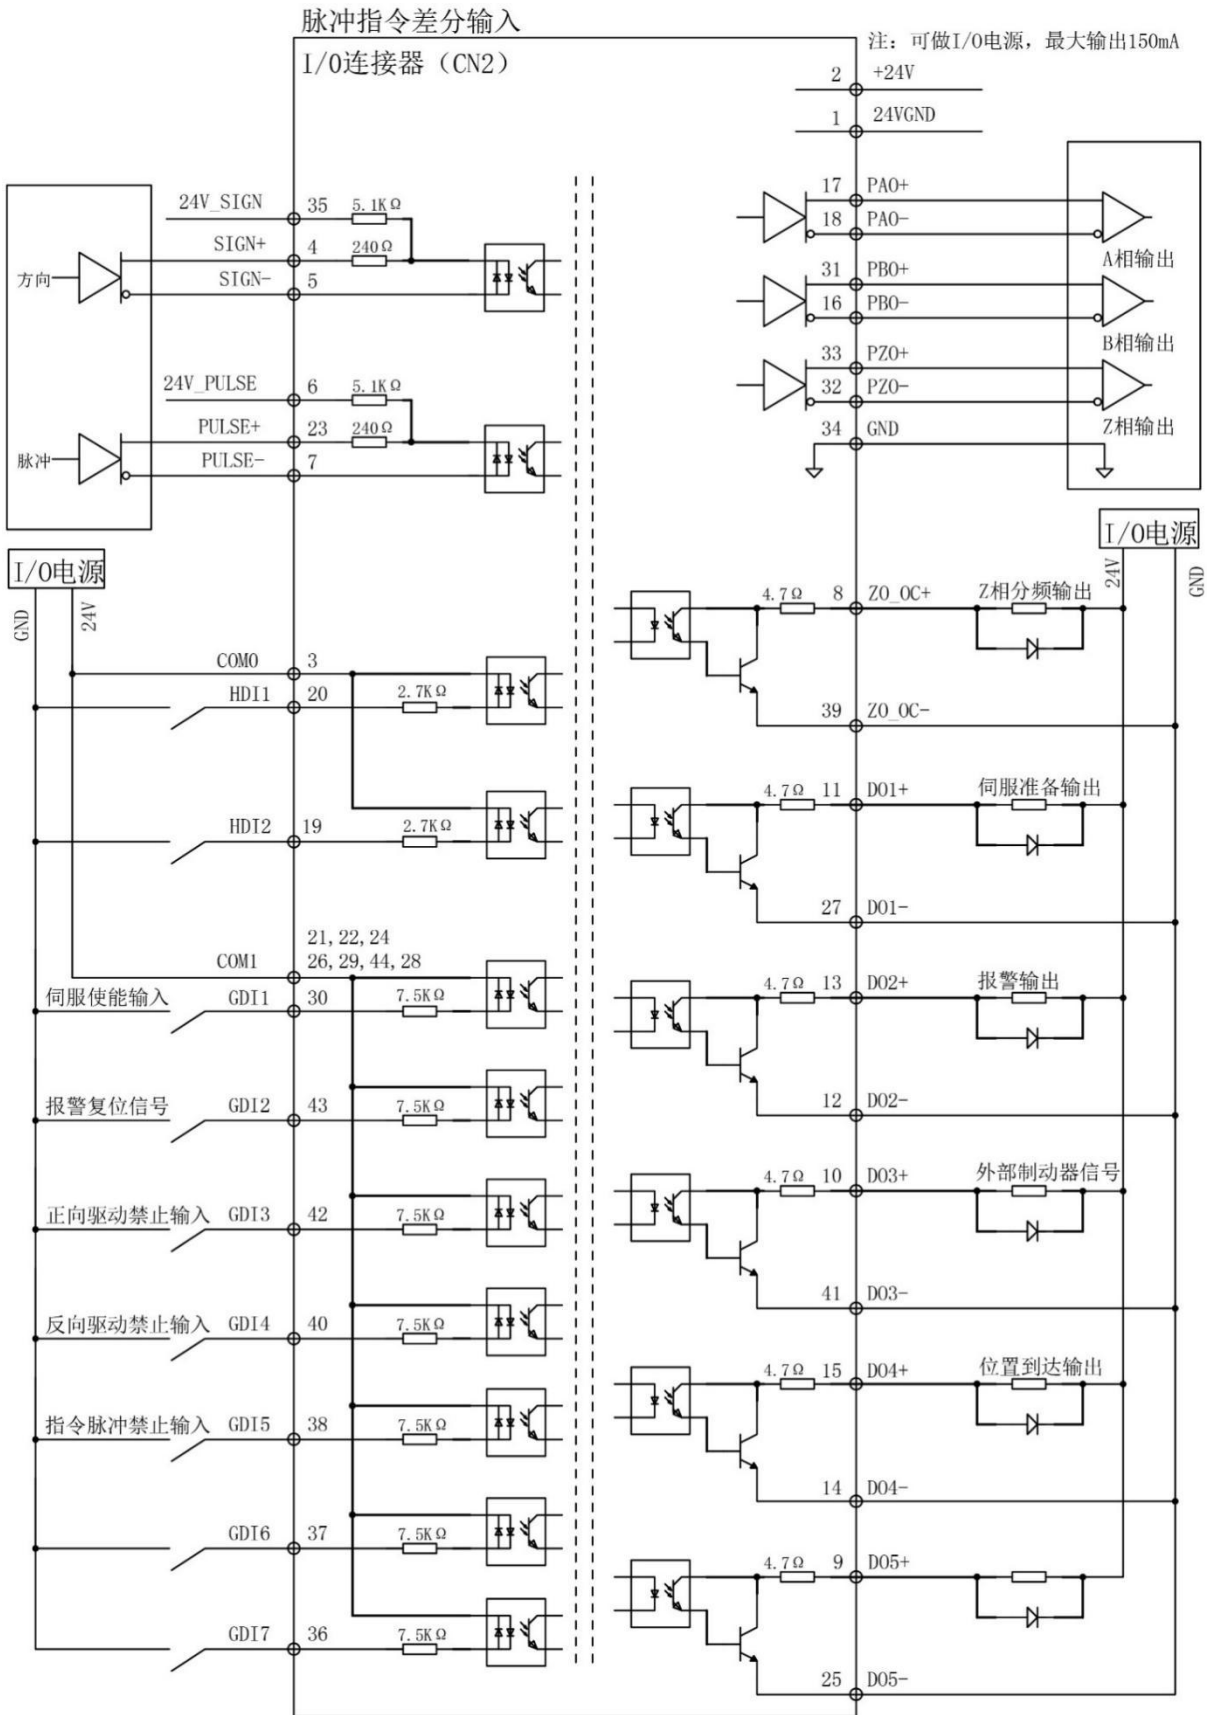 脉冲指令差分输入
I/O连接器（CN2）
注：可做I/O电源，最大输出150mA
2 +24V
1 24VGND
24V_SIGN 35 5.1KΩ
SIGN+ 4 240Ω
方向
SIGN- 5
24V_PULSE 6 5.1KΩ
PULSE+ 23 240Ω
脉冲
PULSE- 7
17 PAO+
18 PAO-
A相输出
31 PBO+
16 PBO-
B相输出
33 PZO+
32 PZO-
Z相输出
34 GND
I/O电源
GND
24V
COM0 3
HDI1 20 2.7KΩ
HDI2 19 2.7KΩ
21,22,24
COM1 26,29,44,28
伺服使能输入 GDI1 30 7.5KΩ
报警复位信号 GDI2 43 7.5KΩ
正向驱动禁止输入 GDI3 42 7.5KΩ
反向驱动禁止输入 GDI4 40 7.5KΩ
指令脉冲禁止输入 GDI5 38 7.5KΩ
GDI6 37 7.5KΩ
GDI7 36 7.5KΩ
I/O电源
24V
GND
4.7Ω 8 ZO_OC+ Z相分频输出
39 ZO_OC-
4.7Ω 11 DO1+ 伺服准备输出
27 DO1-
4.7Ω 13 DO2+ 报警输出
12 DO2-
4.7Ω 10 DO3+ 外部制动器信号
41 DO3-
4.7Ω 15 DO4+ 位置到达输出
14 DO4-
4.7Ω 9 DO5+
25 DO5-